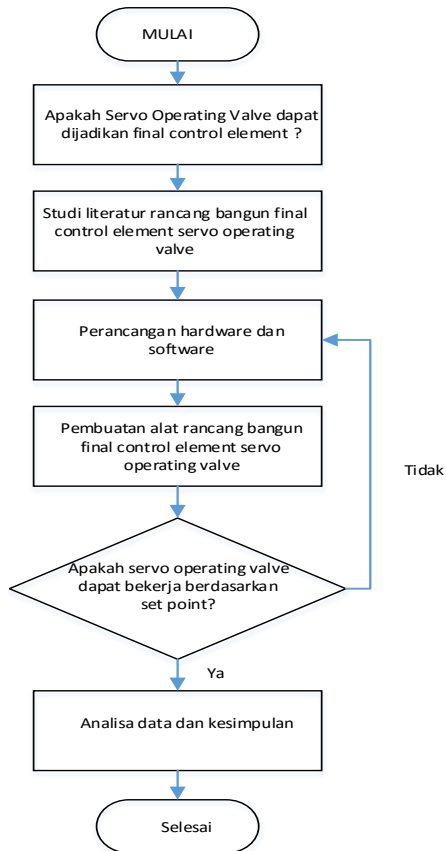 MULAI
Apakah Servo Operating Valve dapat
dijadikan final control element ?
Studi literatur rancang bangun final
control element servo operating
valve
Perancangan hardware dan
software
Pembuatan alat rancang bangun
final control element servo
operating valve
Tidak
Apakah servo operating valve
dapat bekerja berdasarkan
set point?
Ya
Analisa data dan kesimpulan
Selesai